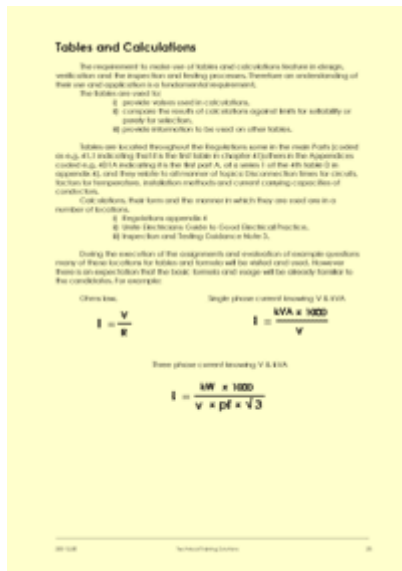 Tables and Calculations
The requirement to make use of tables and calculations feature in design,
verification and the inspection and testing processes. Therefore an understanding of
their use and application is a fundamental requirement.
The tables are used to:
i) provide values used in calculations,
ii) compare the results of calculations against limits for suitability or
purely for selection,
iii) provide information to be used on other tables.
Tables are located throughout the Regulations some in the main Parts (coded
as e.g. 41.1 indicating that it is the first table in chapter 41) others in the Appendices
coded e.g. 4D1A indicating it is the first part A, of a series 1 of the 4th table D in
appendix 4), and they relate to all manner of topics Disconnection times for circuits,
factors for temperature, installation methods and current carrying capacities of
conductors.
Calculations, their form and the manner in which they are used are in a
number of locations.
i) Regulations appendix 4
ii) Unite Electricians Guide to Good Electrical Practice.
iii) Inspection and Testing Guidance Note 3.
During the execution of the assignments and evaluation of example questions
many of these locations for tables and formula will be visited and used. However
there is an expectation that the basic formula and usage will be already familiar to
the candidates. For example:
Ohms law. Single phase current knowing V & kVA
I = V / R I = kVA x 1000 / V
Three phase current knowing V & kVA
I = kW x 1000 / v × pf × √3
Technical Training Solutions